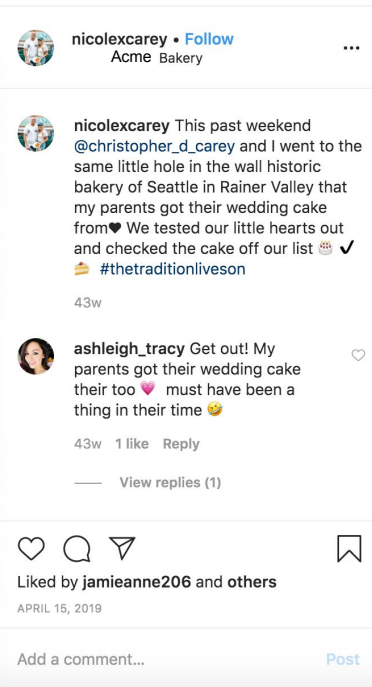 nicolexcarey • Follow
Acme Bakery
nicolexcarey This past weekend
@christopher_d_carey and I went to the
same little hole in the wall historic
bakery of Seattle in Rainer Valley that
my parents got their wedding cake
from🖤 We tested our little hearts out
and checked the cake off our list 🎂 ✔
🍰 #thetraditionliveson
43w
ashleigh_tracy Get out! My
parents got their wedding cake
their too 💗 must have been a
thing in their time 🤣
43w 1 like Reply
View replies (1)
Liked by jamieanne206 and others
APRIL 15, 2019
Add a comment... Post